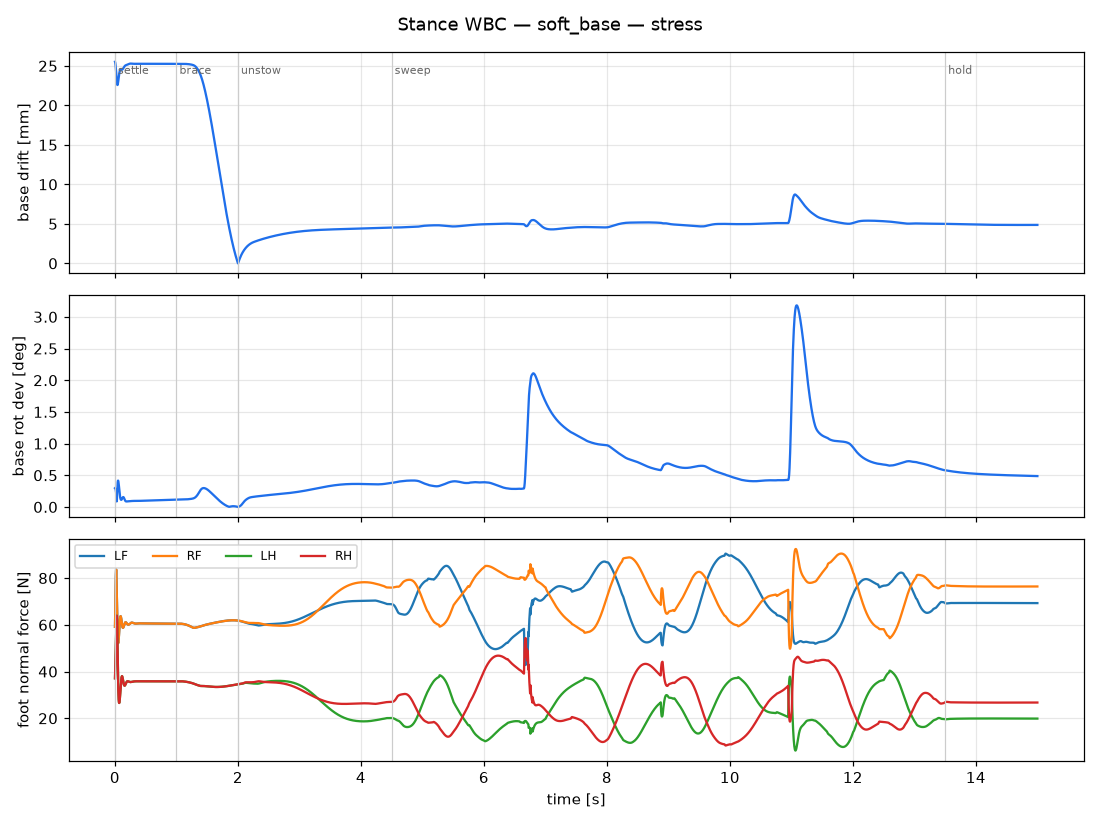 Stance WBC — soft_base — stress
settle brace unstow sweep hold
base drift [mm]
25
20
15
10
5
0
base rot dev [deg]
3.0
2.5
2.0
1.5
1.0
0.5
0.0
LF RF LH RH
foot normal force [N]
80
60
40
20
0 2 4 6 8 10 12 14
time [s]